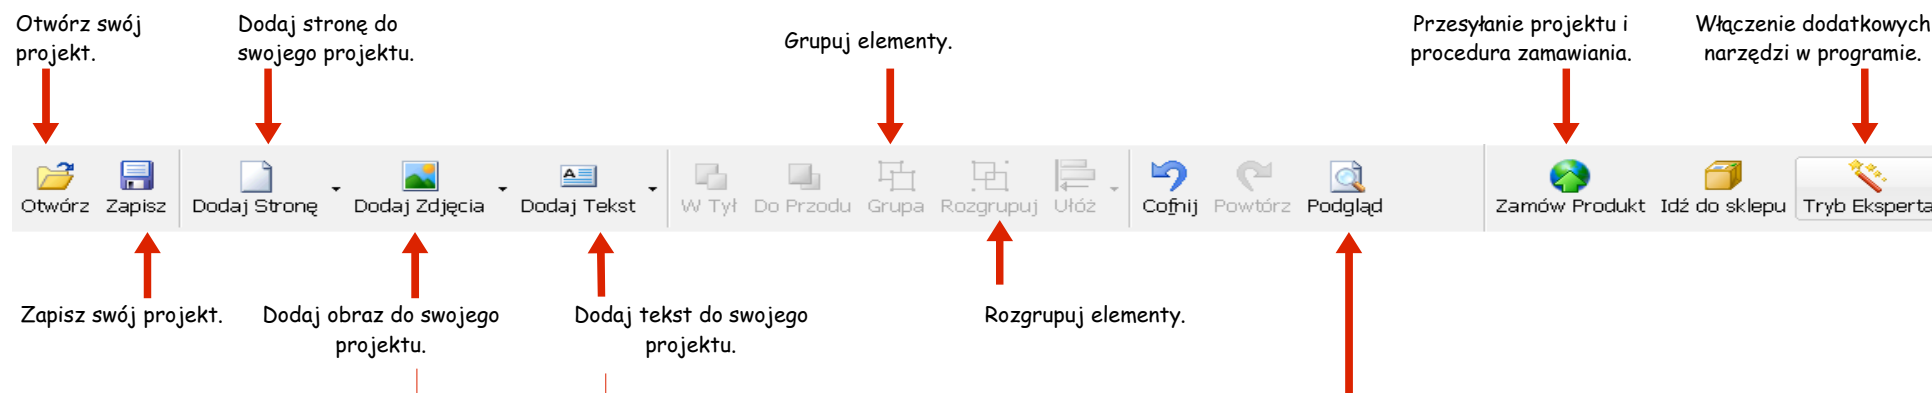 Otwórz swój
projekt.
Dodaj stronę do
swojego projektu.
Grupuj elementy.
Przesyłanie projektu i
procedura zamawiania.
Włączenie dodatkowych
narzędzi w programie.
Otwórz Zapisz Dodaj Stronę Dodaj Zdjęcia Dodaj Tekst W Tył Do Przodu Grupa Rozgrupuj Ułóż Cofnij Powtórz Podgląd Zamów Produkt Idź do sklepu Tryb Eksperta
Zapisz swój projekt.
Dodaj obraz do swojego
projektu.
Dodaj tekst do swojego
projektu.
Rozgrupuj elementy.